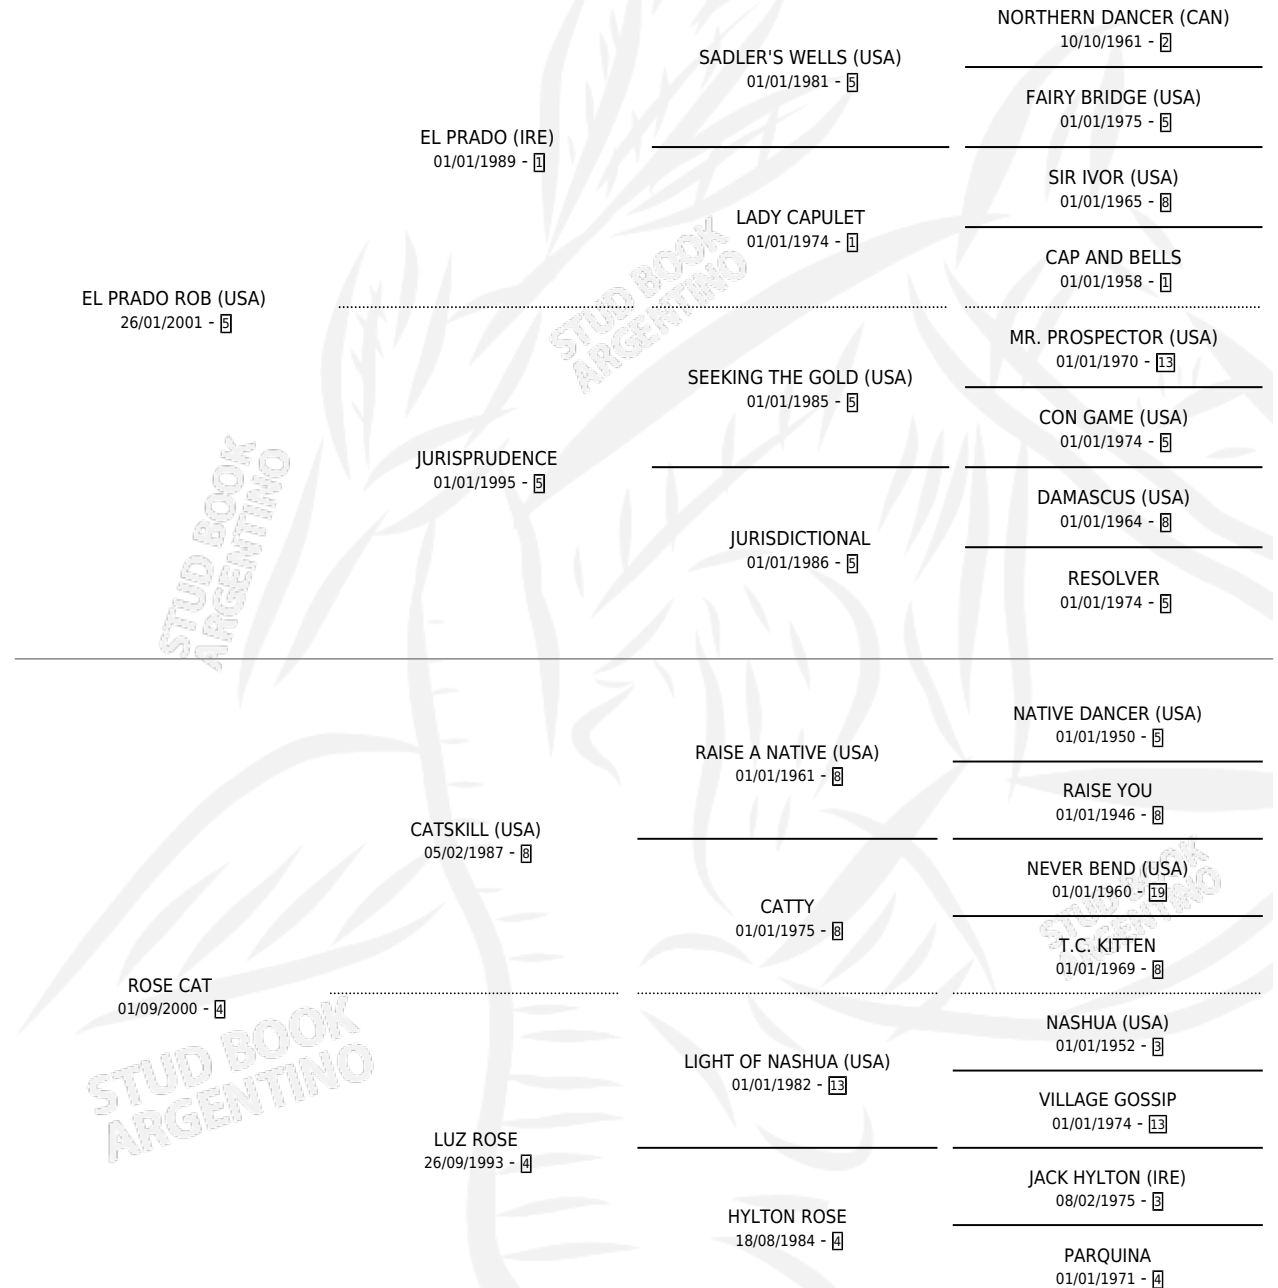 NORTHERN DANCER (CAN)
10/10/1961 - 2
SADLER'S WELLS (USA)
01/01/1981 - 5
FAIRY BRIDGE (USA)
01/01/1975 - 5
EL PRADO (IRE)
01/01/1989 - 1
SIR IVOR (USA)
01/01/1965 - 8
LADY CAPULET
01/01/1974 - 1
CAP AND BELLS
01/01/1958 - 1
EL PRADO ROB (USA)
26/01/2001 - 5
STUD BOOK
ARGENTINO
MR. PROSPECTOR (USA)
01/01/1970 - 13
SEEKING THE GOLD (USA)
01/01/1985 - 5
CON GAME (USA)
01/01/1974 - 5
JURISPRUDENCE
01/01/1995 - 5
DAMASCUS (USA)
01/01/1964 - 8
JURISDICTIONAL
01/01/1986 - 5
RESOLVER
01/01/1974 - 5
STUD BOOK
ARGENTINO
NATIVE DANCER (USA)
01/01/1950 - 5
RAISE A NATIVE (USA)
01/01/1961 - 8
RAISE YOU
01/01/1946 - 8
CATSKILL (USA)
05/02/1987 - 8
NEVER BEND (USA)
01/01/1960 - 19
CATTY
01/01/1975 - 8
T.C. KITTEN
01/01/1969 - 8
STUD BOOK
ARGENTINO
ROSE CAT
01/09/2000 - 4
NASHUA (USA)
01/01/1952 - 3
LIGHT OF NASHUA (USA)
01/01/1982 - 13
VILLAGE GOSSIP
01/01/1974 - 13
STUD BOOK
ARGENTINO
LUZ ROSE
26/09/1993 - 4
JACK HYLTON (IRE)
08/02/1975 - 3
HYLTON ROSE
18/08/1984 - 4
PARQUINA
01/01/1971 - 4